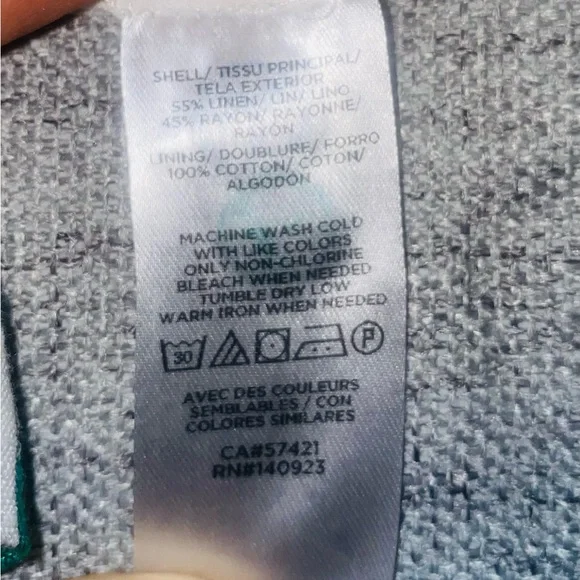 SHELL/ TISSU PRINCIPAL/
TELA EXTERIOR
55% LINEN/ LIN/ LINO
45% RAYON/ RAYONNE/
RAYON
LINING/ DOUBLURE/ FORRO
100% COTTON/ COTON/
ALGODON
MACHINE WASH COLD
WITH LIKE COLORS
ONLY NON-CHLORINE
BLEACH WHEN NEEDED
TUMBLE DRY LOW
WARM IRON WHEN NEEDED
30 P
AVEC DES COULEURS
SEMBLABLES / CON
COLORES SIMILARES
CA#57421
RN#140923